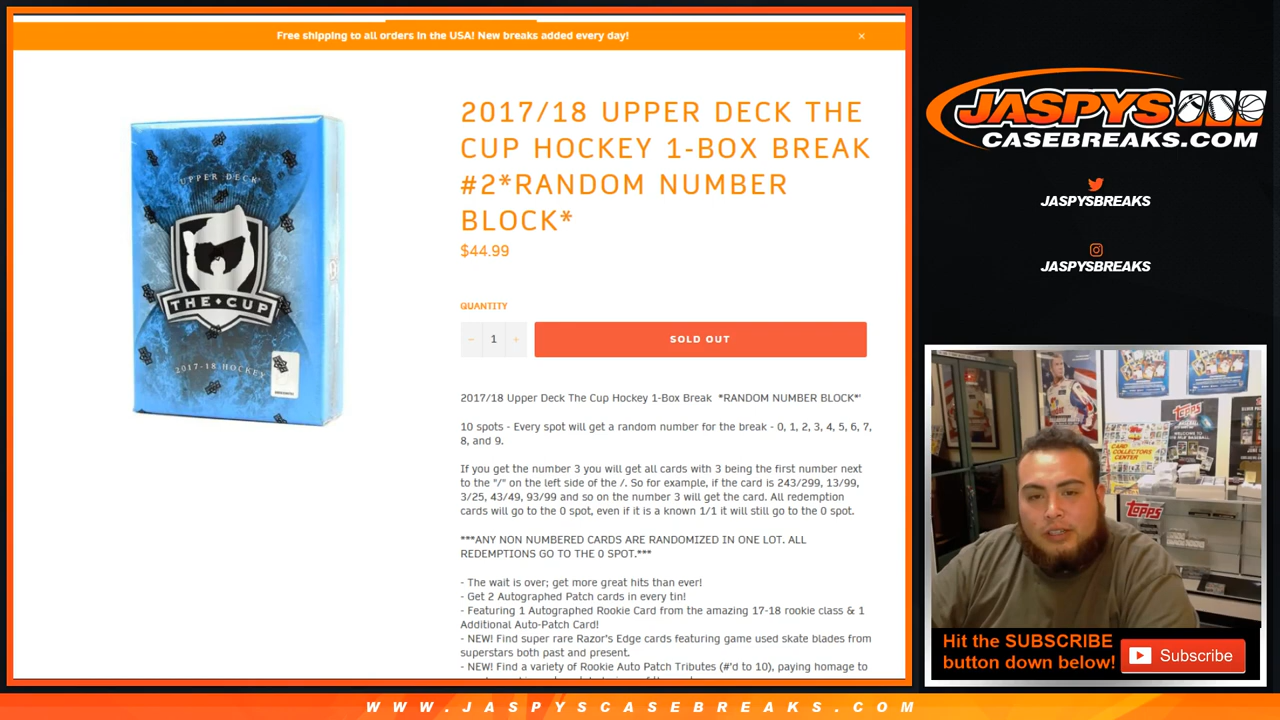 Free shipping to all orders in the USA! New breaks added every day!
×
UPPER DECK
THE CUP
2017-18 HOCKEY
2017/18 UPPER DECK THE
CUP HOCKEY 1-BOX BREAK
#2*RANDOM NUMBER
BLOCK*
$44.99
QUANTITY
− 1 +
SOLD OUT
2017/18 Upper Deck The Cup Hockey 1-Box Break *RANDOM NUMBER BLOCK*'
10 spots - Every spot will get a random number for the break - 0, 1, 2, 3, 4, 5, 6, 7,
8, and 9.
If you get the number 3 you will get all cards with 3 being the first number next
to the "/" on the left side of the /. So for example, if the card is 243/299, 13/99,
3/25, 43/49, 93/99 and so on the number 3 will get the card. All redemption
cards will go to the 0 spot, even if it is a known 1/1 it will still go to the 0 spot.
***ANY NON NUMBERED CARDS ARE RANDOMIZED IN ONE LOT. ALL
REDEMPTIONS GO TO THE 0 SPOT.***
- The wait is over; get more great hits than ever!
- Get 2 Autographed Patch cards in every tin!
- Featuring 1 Autographed Rookie Card from the amazing 17-18 rookie class & 1
Additional Auto-Patch Card!
- NEW! Find super rare Razor's Edge cards featuring game used skate blades from
superstars both past and present.
- NEW! Find a variety of Rookie Auto Patch Tributes (#'d to 10), paying homage to
JASPYS
CASEBREAKS.COM
JASPYSBREAKS
JASPYSBREAKS
topps
CARD
COLLECTORS
CENTER
TOPPS
WELCOME TO
topps
Hit the SUBSCRIBE
button down below!
Subscribe
WWW.JASPYSCASEBREAKS.COM